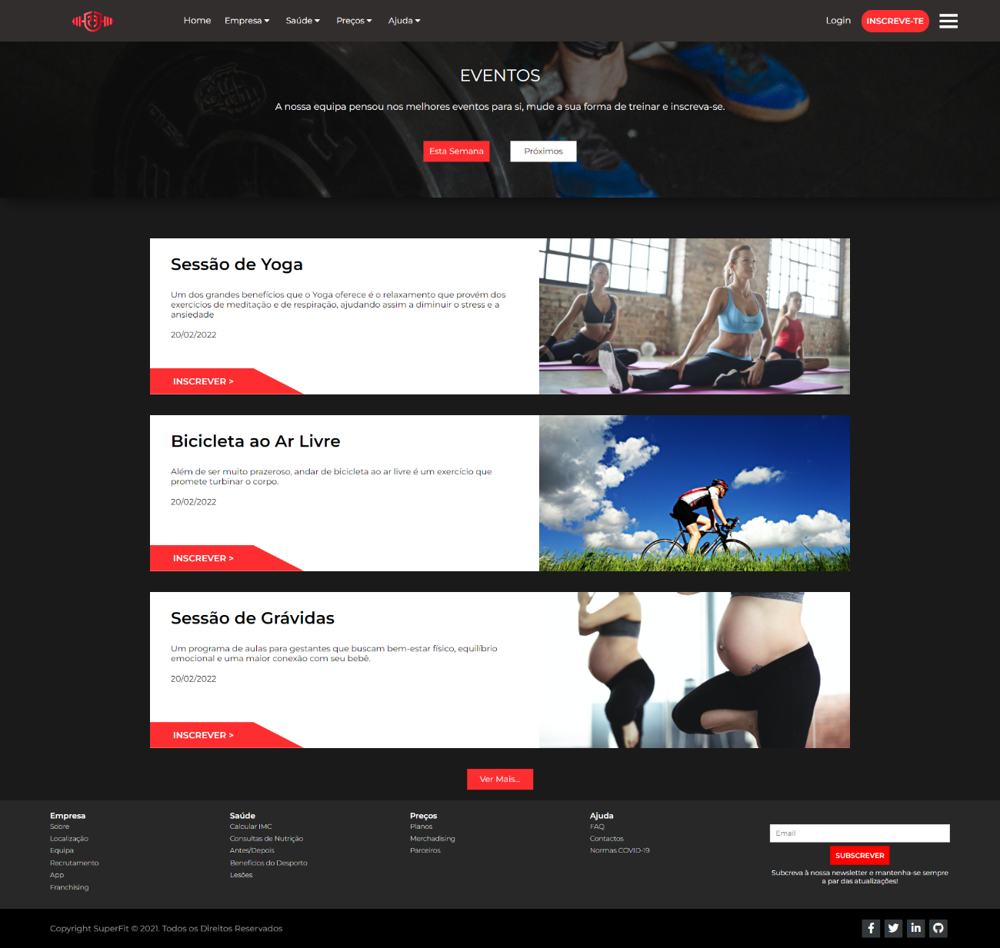 Home
Empresa
Saúde
Preços
Ajuda
Login
INSCREVE-TE
EVENTOS
A nossa equipa pensou nos melhores eventos para si, mude a sua forma de treinar e inscreva-se.
Esta Semana
Próximos
Sessão de Yoga
Um dos grandes benefícios que o Yoga oferece é o relaxamento que provém dos
exercícios de meditação e de respiração, ajudando assim a diminuir o stress e a
ansiedade
20/02/2022
INSCREVER >
Bicicleta ao Ar Livre
Além de ser muito prazeroso, andar de bicicleta ao ar livre é um exercício que
promete turbinar o corpo.
20/02/2022
INSCREVER >
Sessão de Grávidas
Um programa de aulas para gestantes que buscam bem-estar físico, equilíbrio
emocional e uma maior conexão com seu bebê.
20/02/2022
INSCREVER >
Ver Mais...
Empresa
Sobre
Localização
Equipa
Recrutamento
App
Franchising
Saúde
Calcular IMC
Consultas de Nutrição
Antes/Depois
Benefícios do Desporto
Lesões
Preços
Planos
Merchadising
Parceiros
Ajuda
FAQ
Contactos
Normas COVID-19
Email
SUBSCREVER
Subcreva à nossa newsletter e mantenha-se sempre
a par das atualizações!
Copyright SuperFit © 2021. Todos os Direitos Reservados